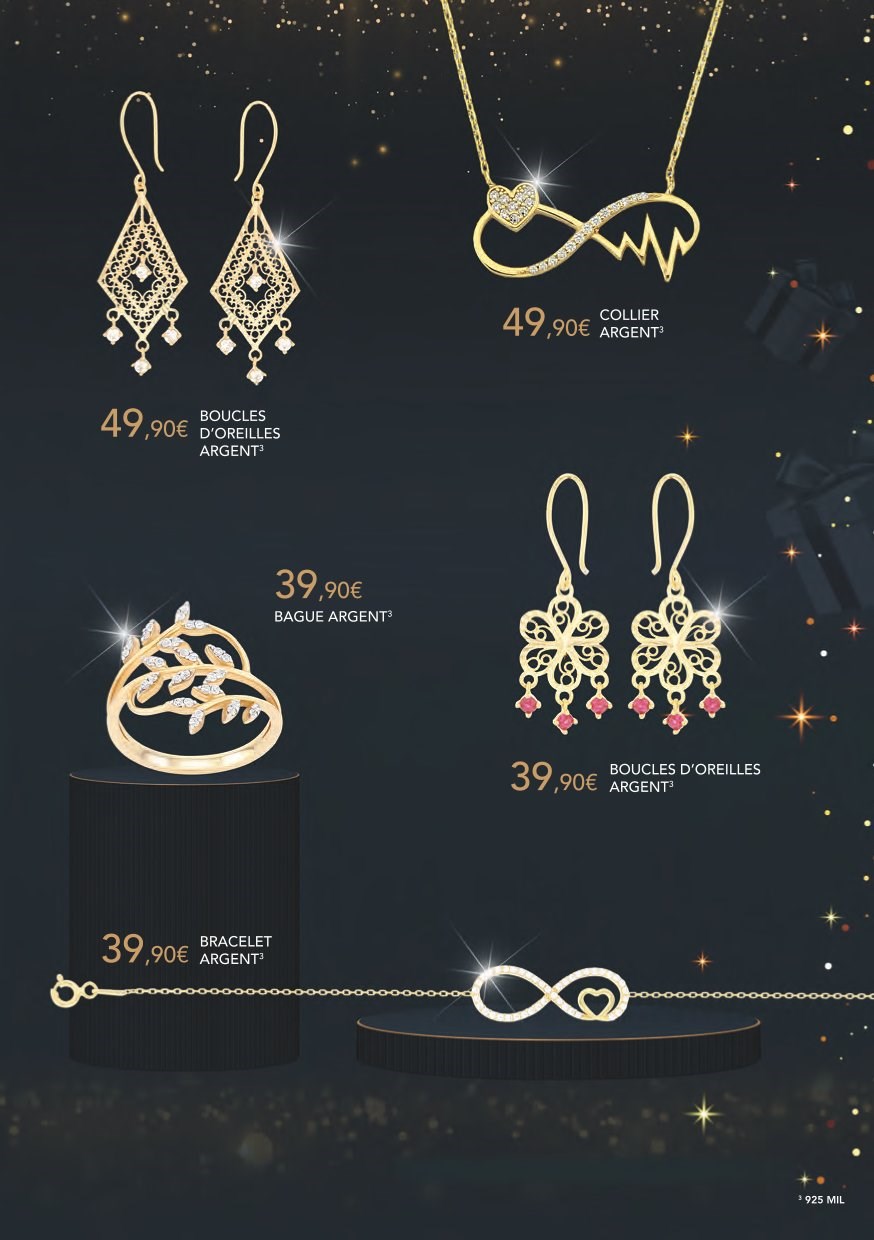 49,90€ COLLIER
ARGENT³
49,90€ BOUCLES
D'OREILLES
ARGENT³
39,90€
BAGUE ARGENT³
39,90€ BOUCLES D'OREILLES
ARGENT³
39,90€ BRACELET
ARGENT³
³ 925 MIL